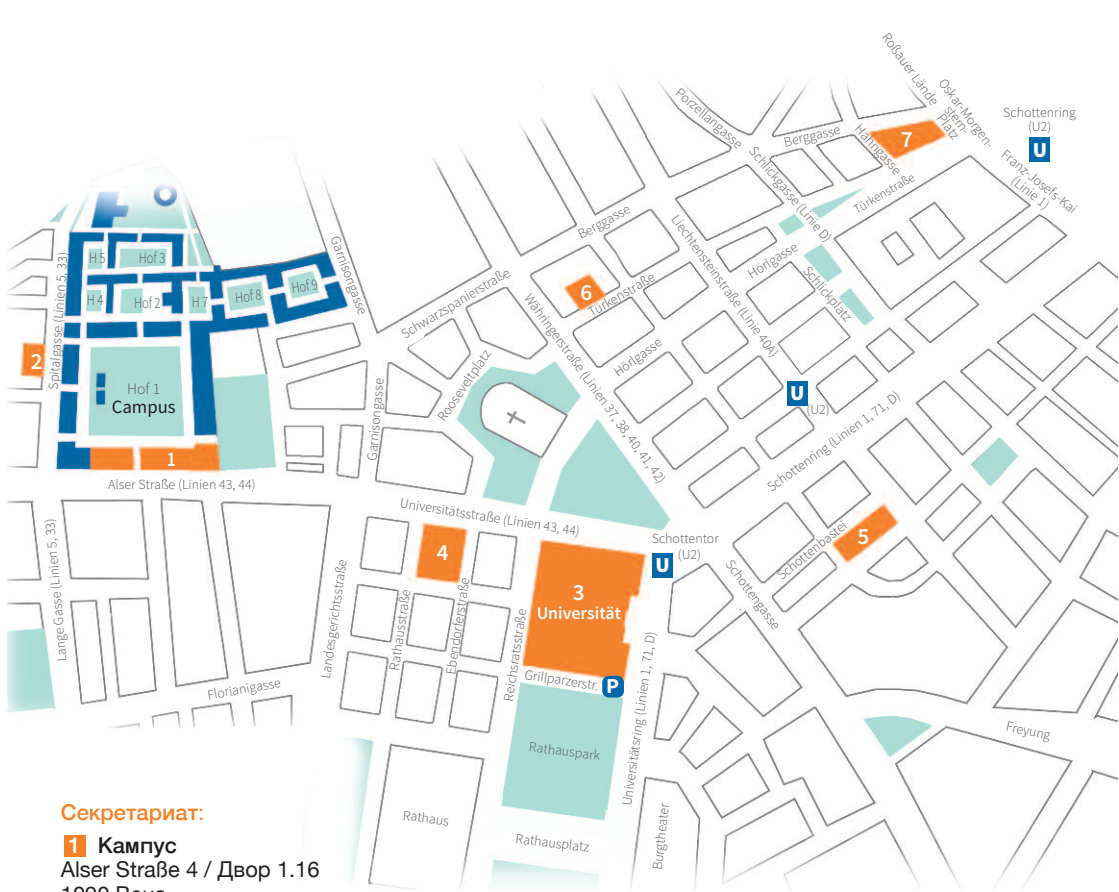 Roßauer Lände
Oskar-Morgen-
stern-
Platz
Schottenring
(U2)
U
Franz-Josefs-Kai
(Linie 1)
Porzellangasse
Berggasse
Hahngasse
7
Schlickgasse (Linie D)
Türkenstraße
Berggasse
Liechtensteinstraße (Linie 40A)
Hörlgasse
Schlickplatz
Garnisongasse
H 5
Hof 3
H 4
Hof 2
H 7
Hof 8
Hof 9
Spitalgasse (Linien 5, 33)
2
Hof 1
Campus
1
Schwarzspanierstraße
6
Türkenstraße
Währingerstraße (Linien 37, 38, 40, 41, 42)
Hörlgasse
Rooseveltplatz
Garnisongasse
U
(U2)
Schottenring (Linien 1, 71, D)
Alser Straße (Linien 43, 44)
Universitätsstraße (Linien 43, 44)
Schottentor
(U2)
U
Schottenbastei
5
Schottengasse
4
3
Universität
Lange Gasse (Linien 5, 33)
Landesgerichtsstraße
Rathausstraße
Ebendorferstraße
Reichsratsstraße
Grillparzerstr.
P
Universitätsring (Linien 1, 71, D)
Florianigasse
Freyung
Rathauspark
Rathaus
Rathausplatz
Burgtheater
Секретариат:
1 Кампус
Alser Straße 4 / Двор 1.16
1090 Вена